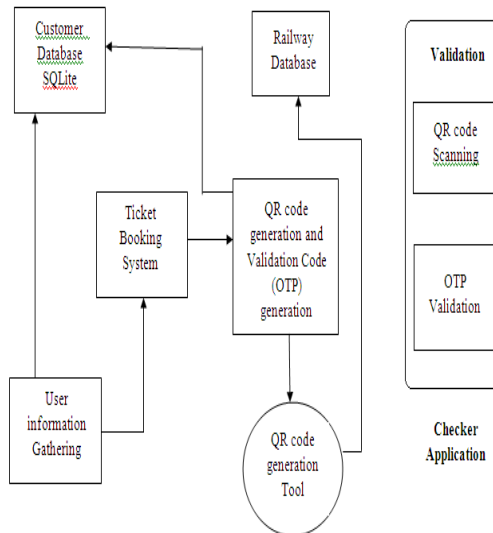 Customer
Database
SQLite
Railway
Database
Validation
QR code
Scanning
Ticket
Booking
System
QR code
generation and
Validation Code
(OTP)
generation
OTP
Validation
User
information
Gathering
QR code
generation
Tool
Checker
Application